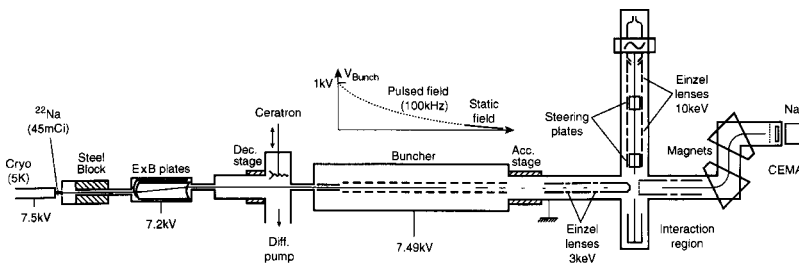 1kV
VBunch
Pulsed field
(100kHz)
Static
field
22Na
(45mCi)
Ceratron
Einzel
lenses
10keV
Steering
plates
Na
Cryo
(5K)
Steel
Block
ExB plates
Dec.
stage
Buncher
Acc.
stage
Magnets
CEMA
7.5kV
7.2kV
Diff.
pump
7.49kV
Einzel
lenses
3keV
Interaction
region